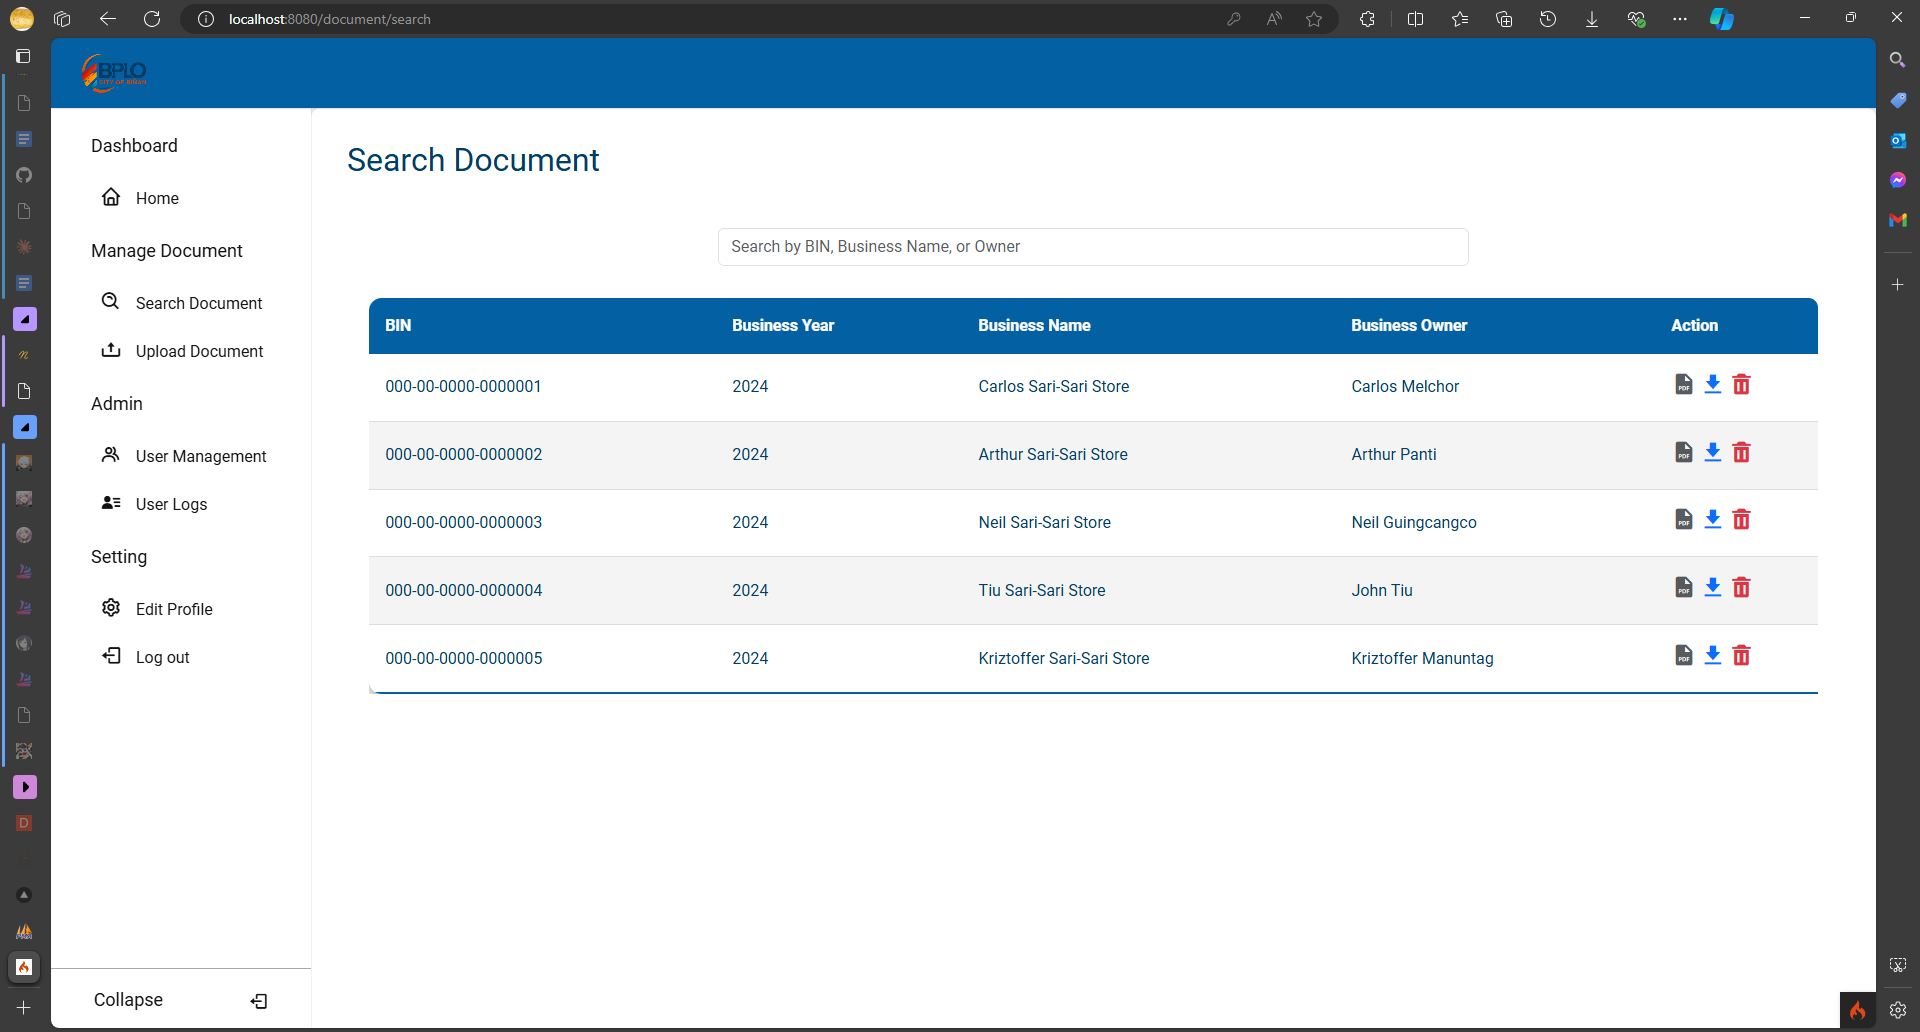 localhost:8080/document/search
BPLO
Dashboard
Home
Manage Document
Search Document
Upload Document
Admin
User Management
User Logs
Setting
Edit Profile
Log out
Collapse
Search Document
Search by BIN, Business Name, or Owner
BIN Business Year Business Name Business Owner Action
000-00-0000-0000001 2024 Carlos Sari-Sari Store Carlos Melchor PDF
000-00-0000-0000002 2024 Arthur Sari-Sari Store Arthur Panti PDF
000-00-0000-0000003 2024 Neil Sari-Sari Store Neil Guingcangco PDF
000-00-0000-0000004 2024 Tiu Sari-Sari Store John Tiu PDF
000-00-0000-0000005 2024 Kriztoffer Sari-Sari Store Kriztoffer Manuntag PDF